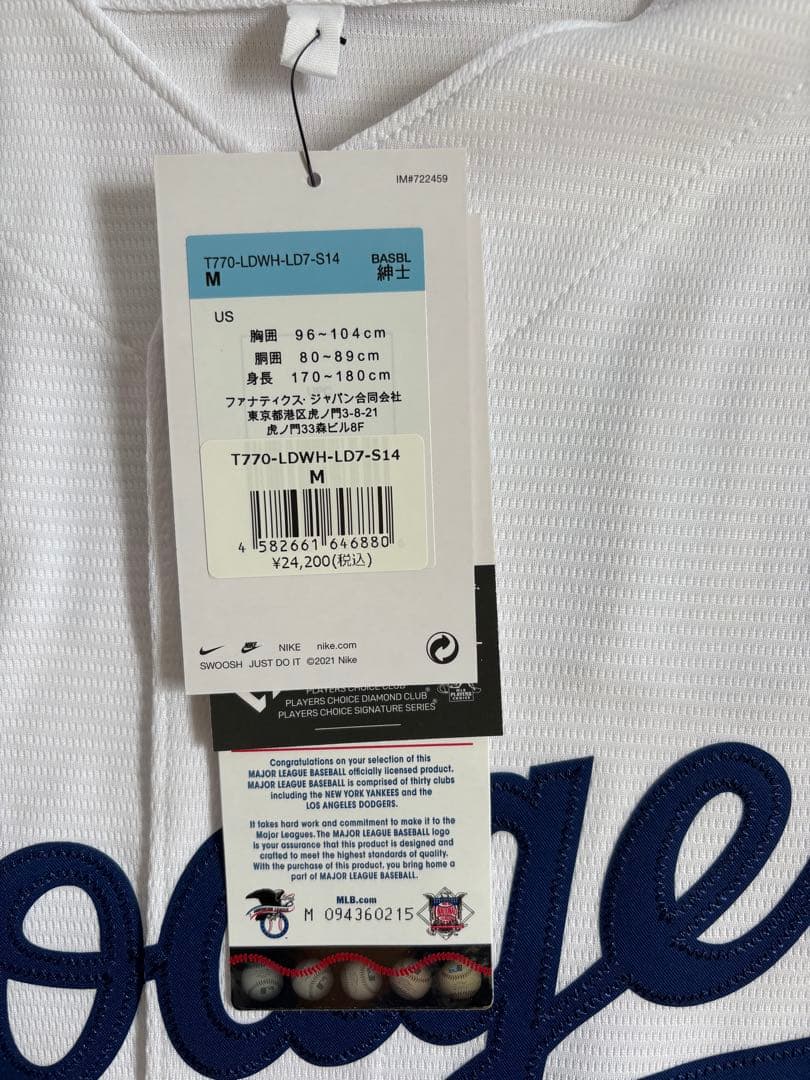 IM#722459
T770-LDWH-LD7-S14 BASBL
M 紳士
US
胸囲 96~104cm
胴囲 80~89cm
身長 170~180cm
ファナティクス・ジャパン合同会社
東京都港区虎ノ門3-8-21
虎ノ門33森ビル8F
T770-LDWH-LD7-S14
M
4 582661 646880
¥24,200(税込)
NIKE nike.com
SWOOSH JUST DO IT ©2021 Nike
PLAYERS CHOICE CLUB
PLAYERS CHOICE DIAMOND CLUB®
PLAYERS CHOICE SIGNATURE SERIES®
Congratulations on your selection of this
MAJOR LEAGUE BASEBALL officially licensed product.
MAJOR LEAGUE BASEBALL is comprised of thirty clubs
including the NEW YORK YANKEES and the
LOS ANGELES DODGERS.
It takes hard work and commitment to make it to the
Major Leagues. The MAJOR LEAGUE BASEBALL logo
is your assurance that this product is designed and
crafted to meet the highest standards of quality.
With the purchase of this product, you bring home a
part of MAJOR LEAGUE BASEBALL.
MLB.com
M 094360215
odge